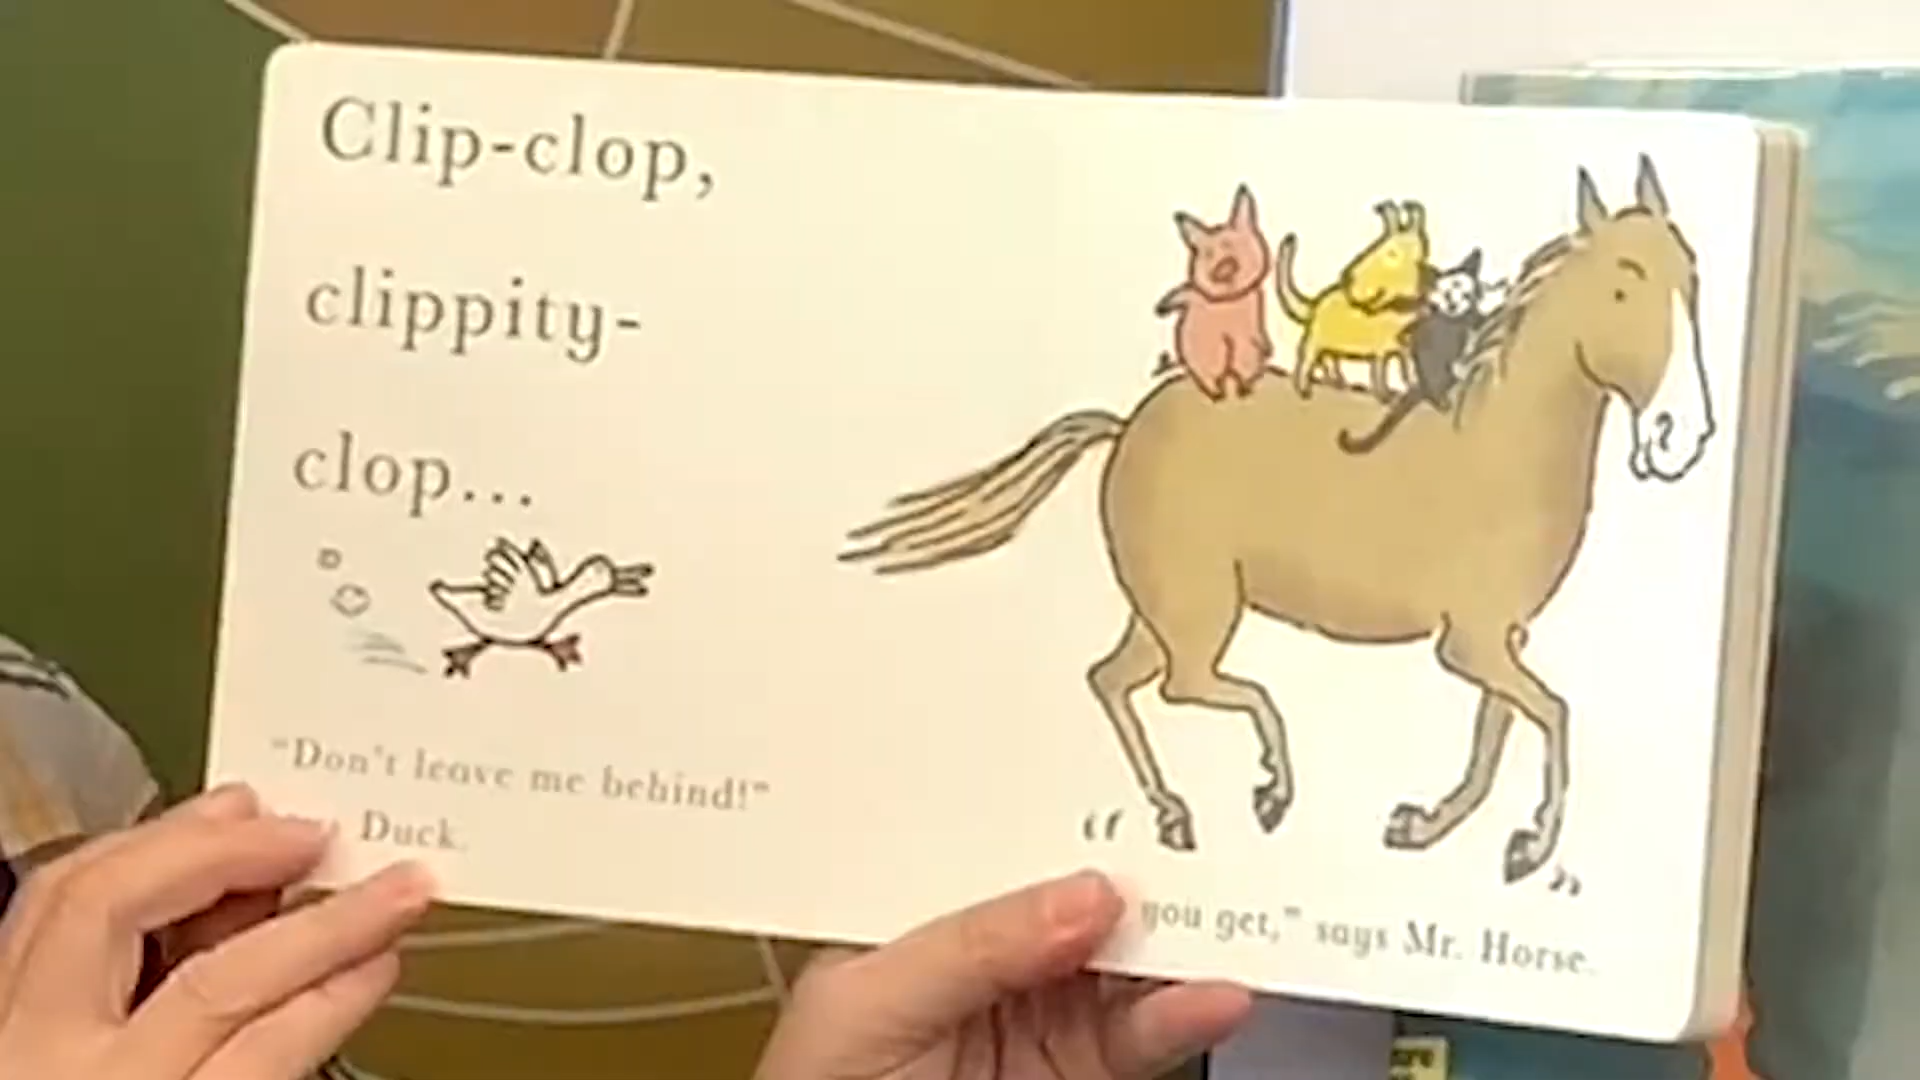 Clip-clop,
clippity-
clop...
"Don't leave me behind!"
Duck.
you get," says Mr. Horse.